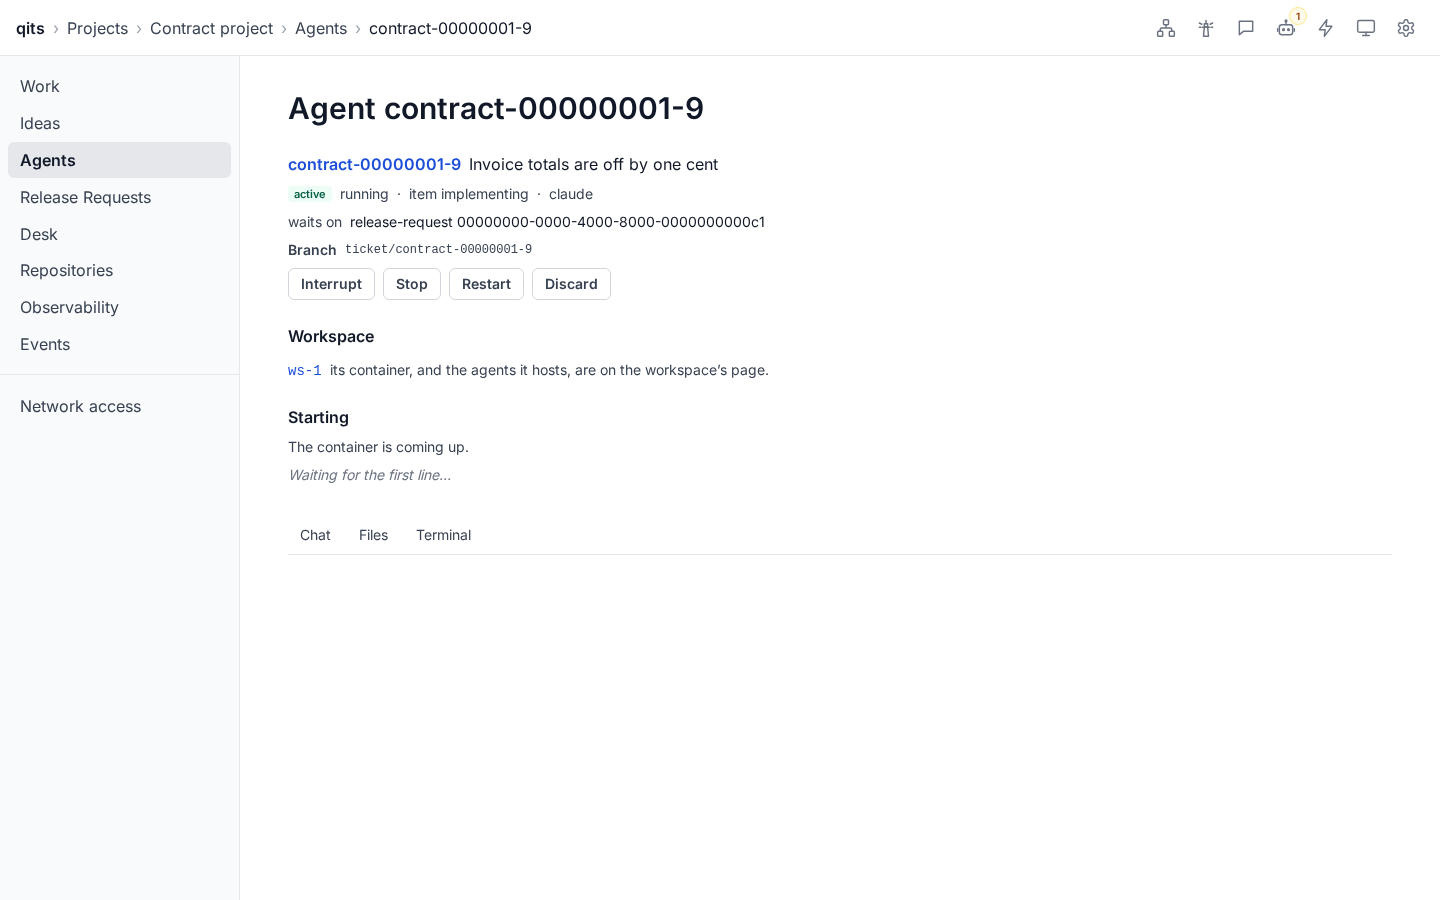 qits › Projects › Contract project › Agents › contract-00000001-9
1
Work
Ideas
Agents
Release Requests
Desk
Repositories
Observability
Events
Network access
Agent contract-00000001-9
contract-00000001-9 Invoice totals are off by one cent
active running · item implementing · claude
waits on release-request 00000000-0000-4000-8000-0000000000c1
Branch ticket/contract-00000001-9
Interrupt Stop Restart Discard
Workspace
ws-1 its container, and the agents it hosts, are on the workspace’s page.
Starting
The container is coming up.
Waiting for the first line…
Chat Files Terminal